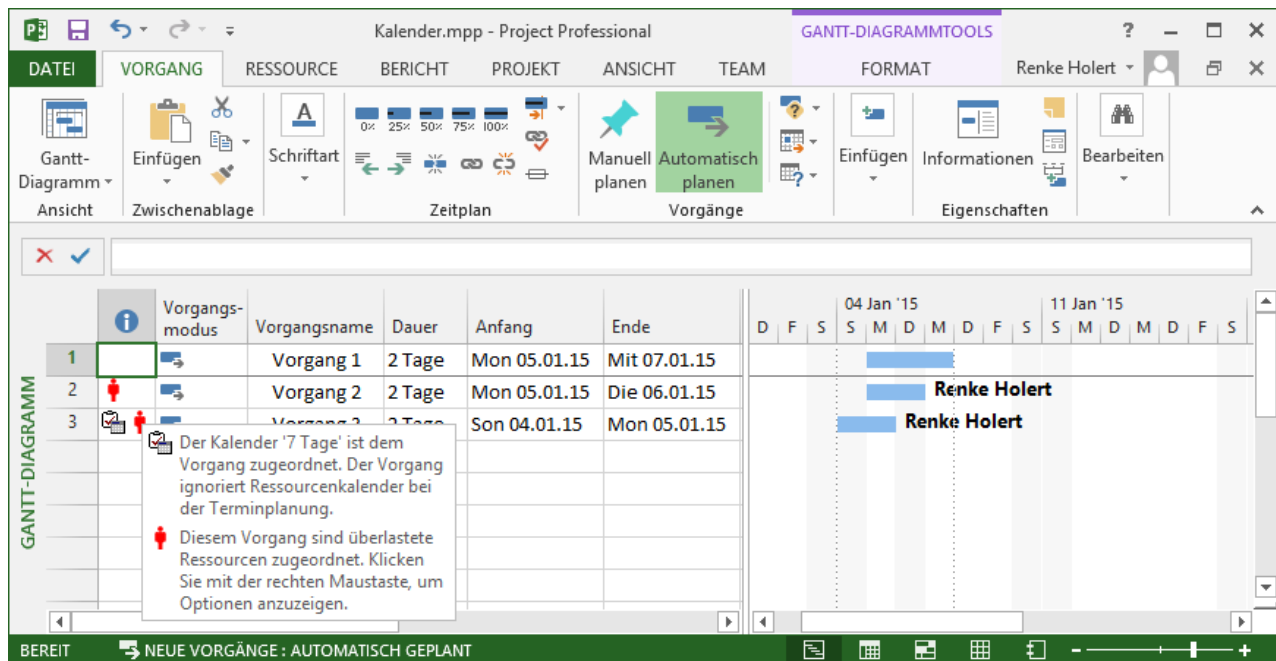 Kalender.mpp - Project Professional
GANTT-DIAGRAMMTOOLS
?
DATEI VORGANG RESSOURCE BERICHT PROJEKT ANSICHT TEAM FORMAT Renke Holert
0% 25% 50% 75% 100%
Gantt-
Diagramm
Einfügen
Schriftart
Manuell
planen
Automatisch
planen
Einfügen
Informationen
Bearbeiten
Ansicht Zwischenablage Zeitplan Vorgänge Eigenschaften
04 Jan '15 11 Jan '15
Vorgangs-
modus
Vorgangsname Dauer Anfang Ende
D F S S M D M D F S S M D M D F S
1 Vorgang 1 2 Tage Mon 05.01.15 Mit 07.01.15
2 Vorgang 2 2 Tage Mon 05.01.15 Die 06.01.15 Renke Holert
3 Son 04.01.15 Mon 05.01.15 Renke Holert
Der Kalender '7 Tage' ist dem
Vorgang zugeordnet. Der Vorgang
ignoriert Ressourcenkalender bei
der Terminplanung.
Diesem Vorgang sind überlastete
Ressourcen zugeordnet. Klicken
Sie mit der rechten Maustaste, um
Optionen anzuzeigen.
GANTT-DIAGRAMM
BEREIT NEUE VORGÄNGE : AUTOMATISCH GEPLANT